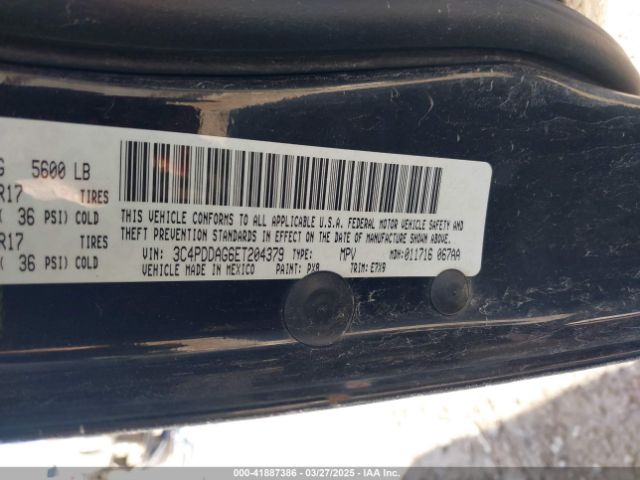 G 5600 LB
R17 TIRES
( 36 PSI) COLD
R17 TIRES
( 36 PSI) COLD
THIS VEHICLE CONFORMS TO ALL APPLICABLE U.S.A. FEDERAL MOTOR VEHICLE SAFETY AND
THEFT PREVENTION STANDARDS IN EFFECT ON THE DATE OF MANUFACTURE SHOWN ABOVE.
VIN: 3C4PDDAG6ET204379 TYPE: MPV MDH:011716 067AA
VEHICLE MADE IN MEXICO PAINT: PX8 TRIM: E7X9
000-41887386 - 03/27/2025 - IAA Inc.